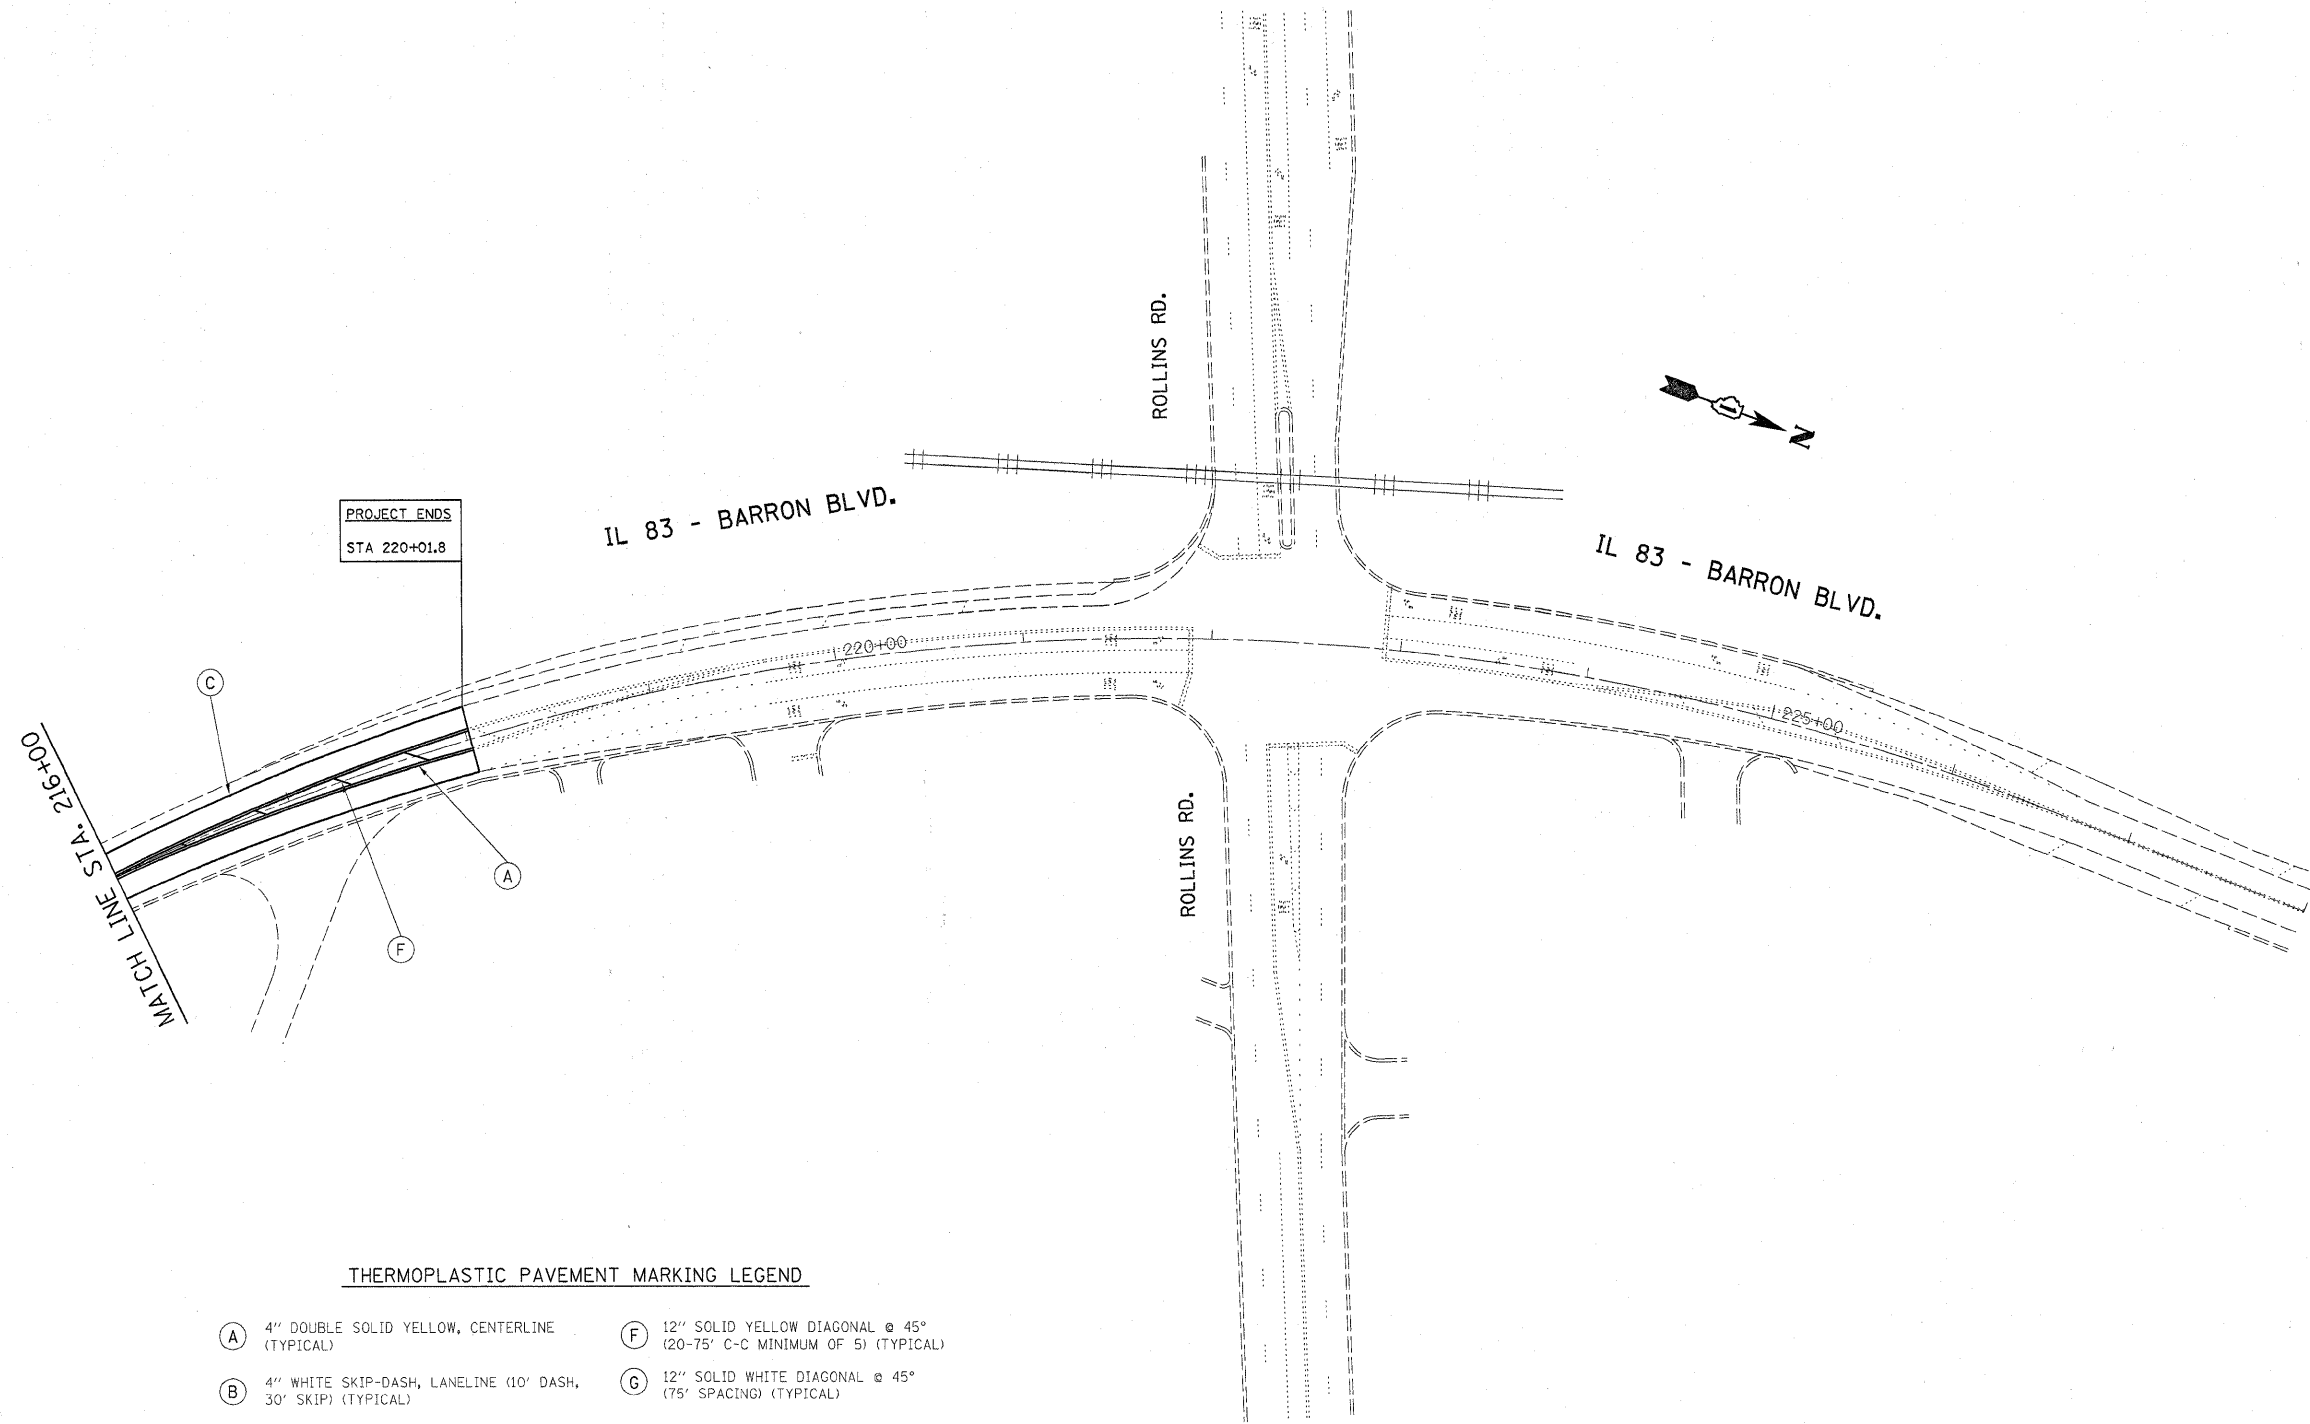 ROLLINS RD.
N
PROJECT ENDS
STA 220+01.8
IL 83 - BARRON BLVD.
IL 83 - BARRON BLVD.
220+00
C
225+00
MATCH LINE STA. 216+00
A
ROLLINS RD.
F
THERMOPLASTIC PAVEMENT MARKING LEGEND
A 4" DOUBLE SOLID YELLOW, CENTERLINE
(TYPICAL)
B 4" WHITE SKIP-DASH, LANELINE (10' DASH,
30' SKIP) (TYPICAL)
F 12" SOLID YELLOW DIAGONAL @ 45°
(20-75' C-C MINIMUM OF 5) (TYPICAL)
G 12" SOLID WHITE DIAGONAL @ 45°
(75' SPACING) (TYPICAL)